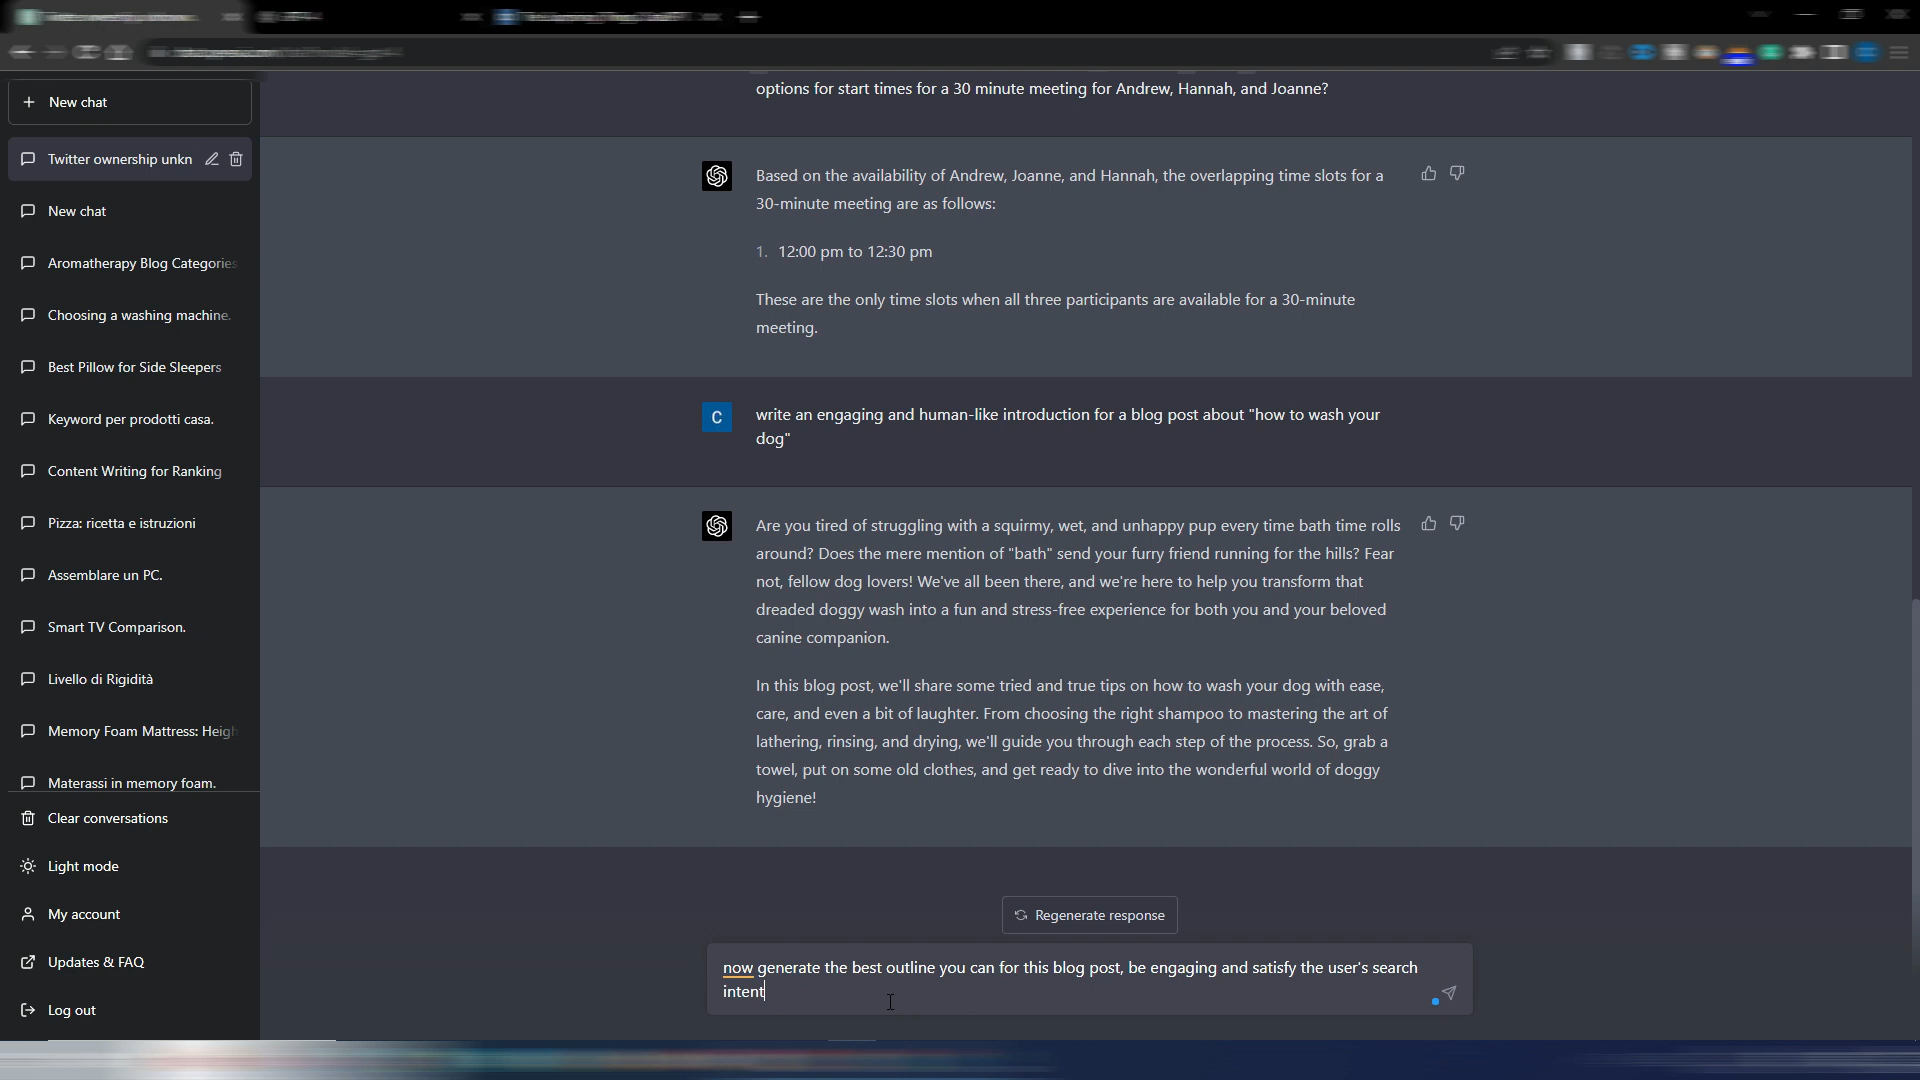 New chat
Twitter ownership unkn
New chat
Aromatherapy Blog Categories
Choosing a washing machine.
Best Pillow for Side Sleepers
Keyword per prodotti casa.
Content Writing for Ranking
Pizza: ricetta e istruzioni
Assemblare un PC.
Smart TV Comparison.
Livello di Rigidità
Memory Foam Mattress: Heigh
Materassi in memory foam.
Clear conversations
Light mode
My account
Updates & FAQ
Log out
options for start times for a 30 minute meeting for Andrew, Hannah, and Joanne?
Based on the availability of Andrew, Joanne, and Hannah, the overlapping time slots for a
30-minute meeting are as follows:
1. 12:00 pm to 12:30 pm
These are the only time slots when all three participants are available for a 30-minute
meeting.
C
write an engaging and human-like introduction for a blog post about "how to wash your
dog"
Are you tired of struggling with a squirmy, wet, and unhappy pup every time bath time rolls
around? Does the mere mention of "bath" send your furry friend running for the hills? Fear
not, fellow dog lovers! We've all been there, and we're here to help you transform that
dreaded doggy wash into a fun and stress-free experience for both you and your beloved
canine companion.
In this blog post, we'll share some tried and true tips on how to wash your dog with ease,
care, and even a bit of laughter. From choosing the right shampoo to mastering the art of
lathering, rinsing, and drying, we'll guide you through each step of the process. So, grab a
towel, put on some old clothes, and get ready to dive into the wonderful world of doggy
hygiene!
Regenerate response
now generate the best outline you can for this blog post, be engaging and satisfy the user's search
intent